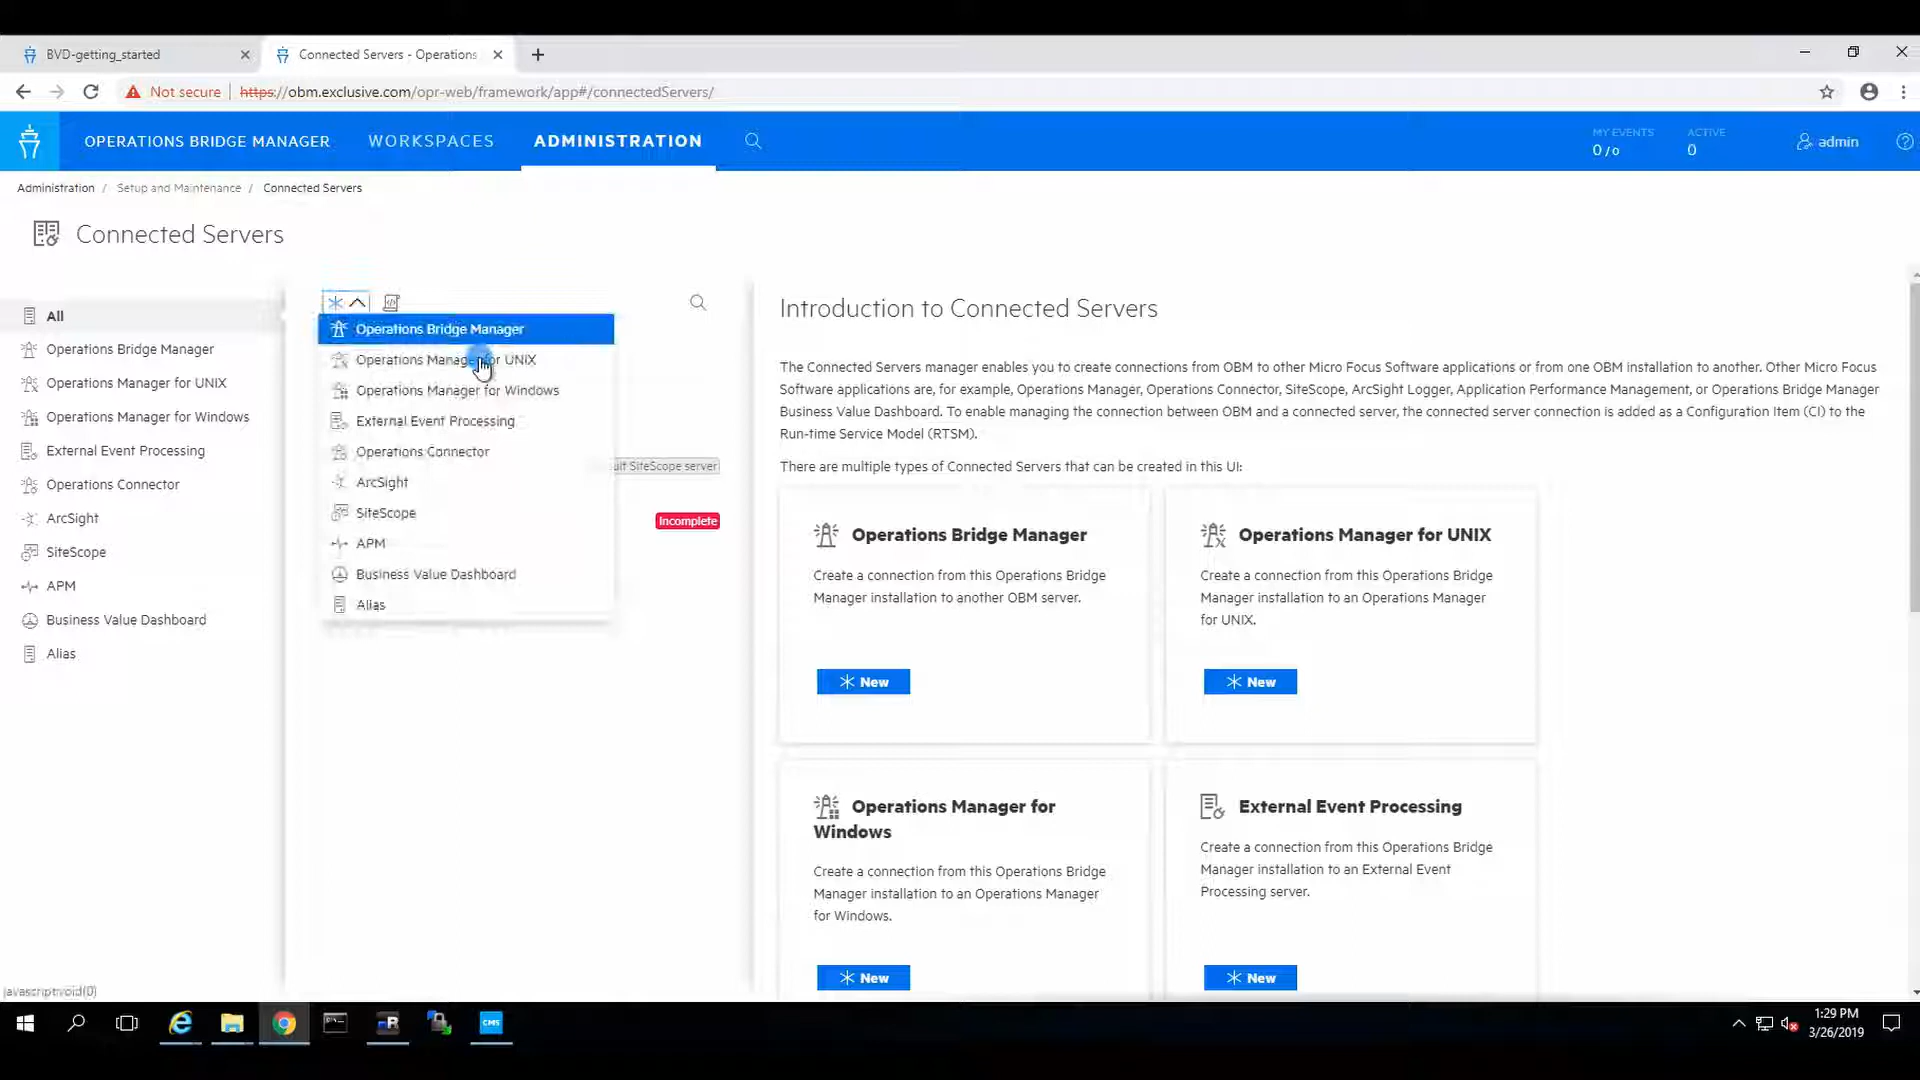 BVD-getting_started
Connected Servers - Operations
Not secure
https://obm.exclusive.com/opr-web/framework/app#/connectedServers/
OPERATIONS BRIDGE MANAGER
WORKSPACES
ADMINISTRATION
MY EVENTS
0 / 0
ACTIVE
0
admin
Administration / Setup and Maintenance / Connected Servers
Connected Servers
All
Operations Bridge Manager
Operations Manager for UNIX
Operations Manager for Windows
External Event Processing
Operations Connector
ArcSight
SiteScope
APM
Business Value Dashboard
Alias
Operations Bridge Manager
Operations Manager for UNIX
Operations Manager for Windows
External Event Processing
Operations Connector
ArcSight
SiteScope
APM
Business Value Dashboard
Alias
SiteScope server
Incomplete
Introduction to Connected Servers
The Connected Servers manager enables you to create connections from OBM to other Micro Focus Software applications or from one OBM installation to another. Other Micro Focus
Software applications are, for example, Operations Manager, Operations Connector, SiteScope, ArcSight Logger, Application Performance Management, or Operations Bridge Manager
Business Value Dashboard. To enable managing the connection between OBM and a connected server, the connected server connection is added as a Configuration Item (CI) to the
Run-time Service Model (RTSM).
There are multiple types of Connected Servers that can be created in this UI:
Operations Bridge Manager
Create a connection from this Operations Bridge
Manager installation to another OBM server.
New
Operations Manager for UNIX
Create a connection from this Operations Bridge
Manager installation to an Operations Manager
for UNIX.
New
Operations Manager for
Windows
Create a connection from this Operations Bridge
Manager installation to an Operations Manager
for Windows.
New
External Event Processing
Create a connection from this Operations Bridge
Manager installation to an External Event
Processing server.
New
javascript:void(0)
CMS
1:29 PM
3/26/2019